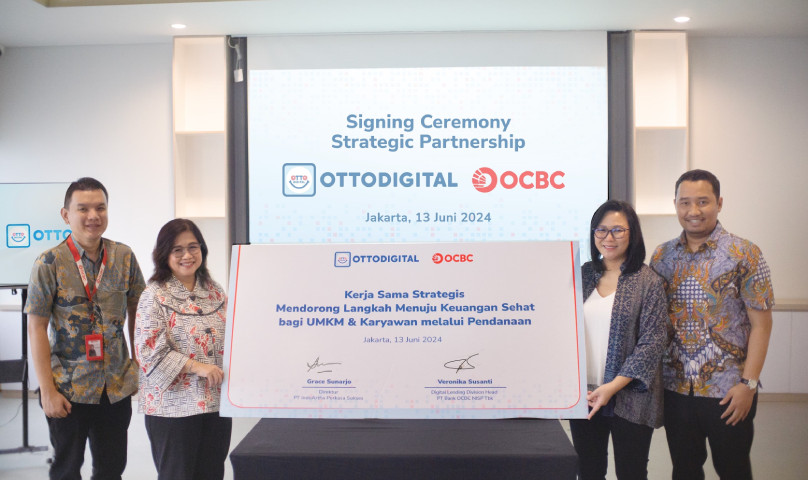 Signing Ceremony
Strategic Partnership
OTTO
OTTODIGITAL OCBC
Jakarta, 13 Juni 2024
OTTO
OTTODIGITAL OCBC
Kerja Sama Strategis
Mendorong Langkah Menuju Keuangan Sehat
bagi UMKM & Karyawan melalui Pendanaan
Jakarta, 13 Juni 2024
Grace Sunarjo
Direktur
Veronika Susanti
Digital Lending Division Head
PT Bank OCBC NISP Tbk